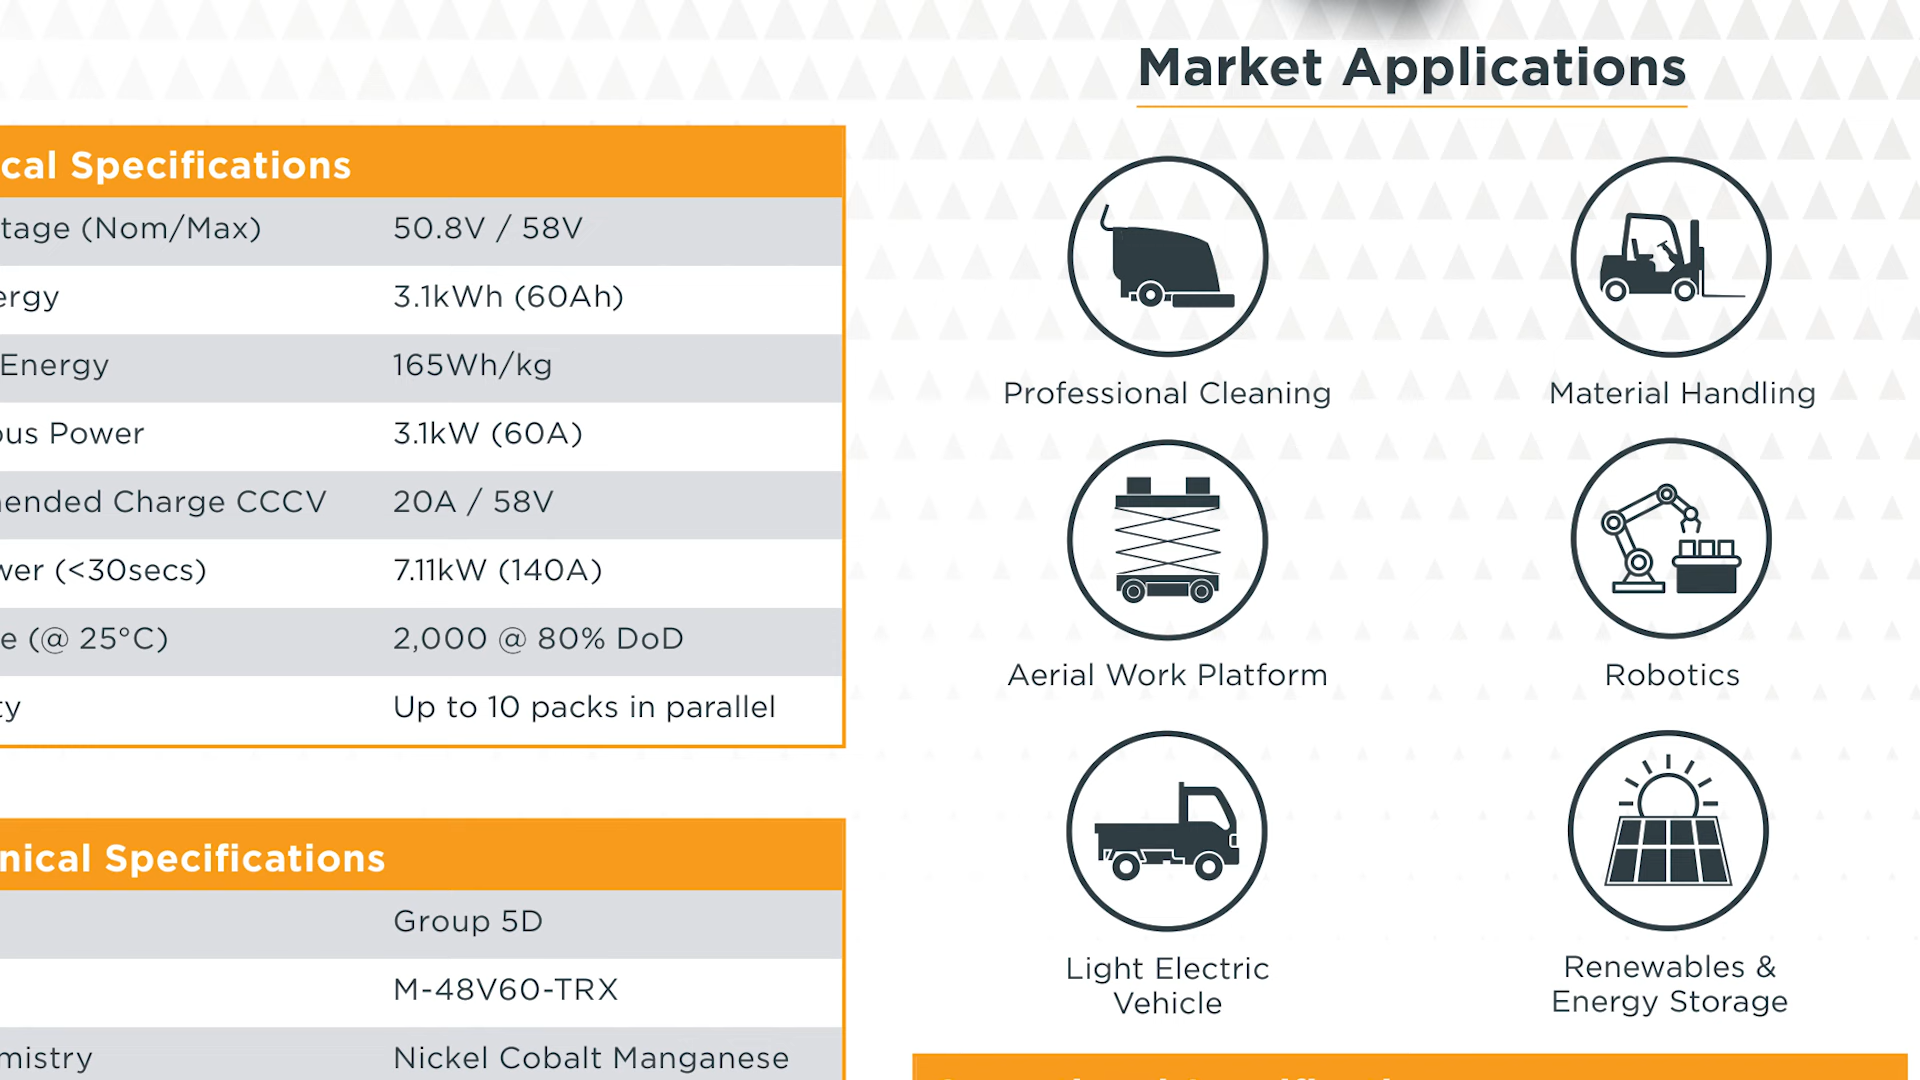 Market Applications
cal Specifications
tage (Nom/Max) 50.8V / 58V
ergy 3.1kWh (60Ah)
Energy 165Wh/kg
ous Power 3.1kW (60A)
ended Charge CCCV 20A / 58V
wer (<30secs) 7.11kW (140A)
e (@ 25°C) 2,000 @ 80% DoD
ty Up to 10 packs in parallel
nical Specifications
Group 5D
M-48V60-TRX
mistry Nickel Cobalt Manganese
Professional Cleaning
Material Handling
Aerial Work Platform
Robotics
Light Electric
Vehicle
Renewables &
Energy Storage